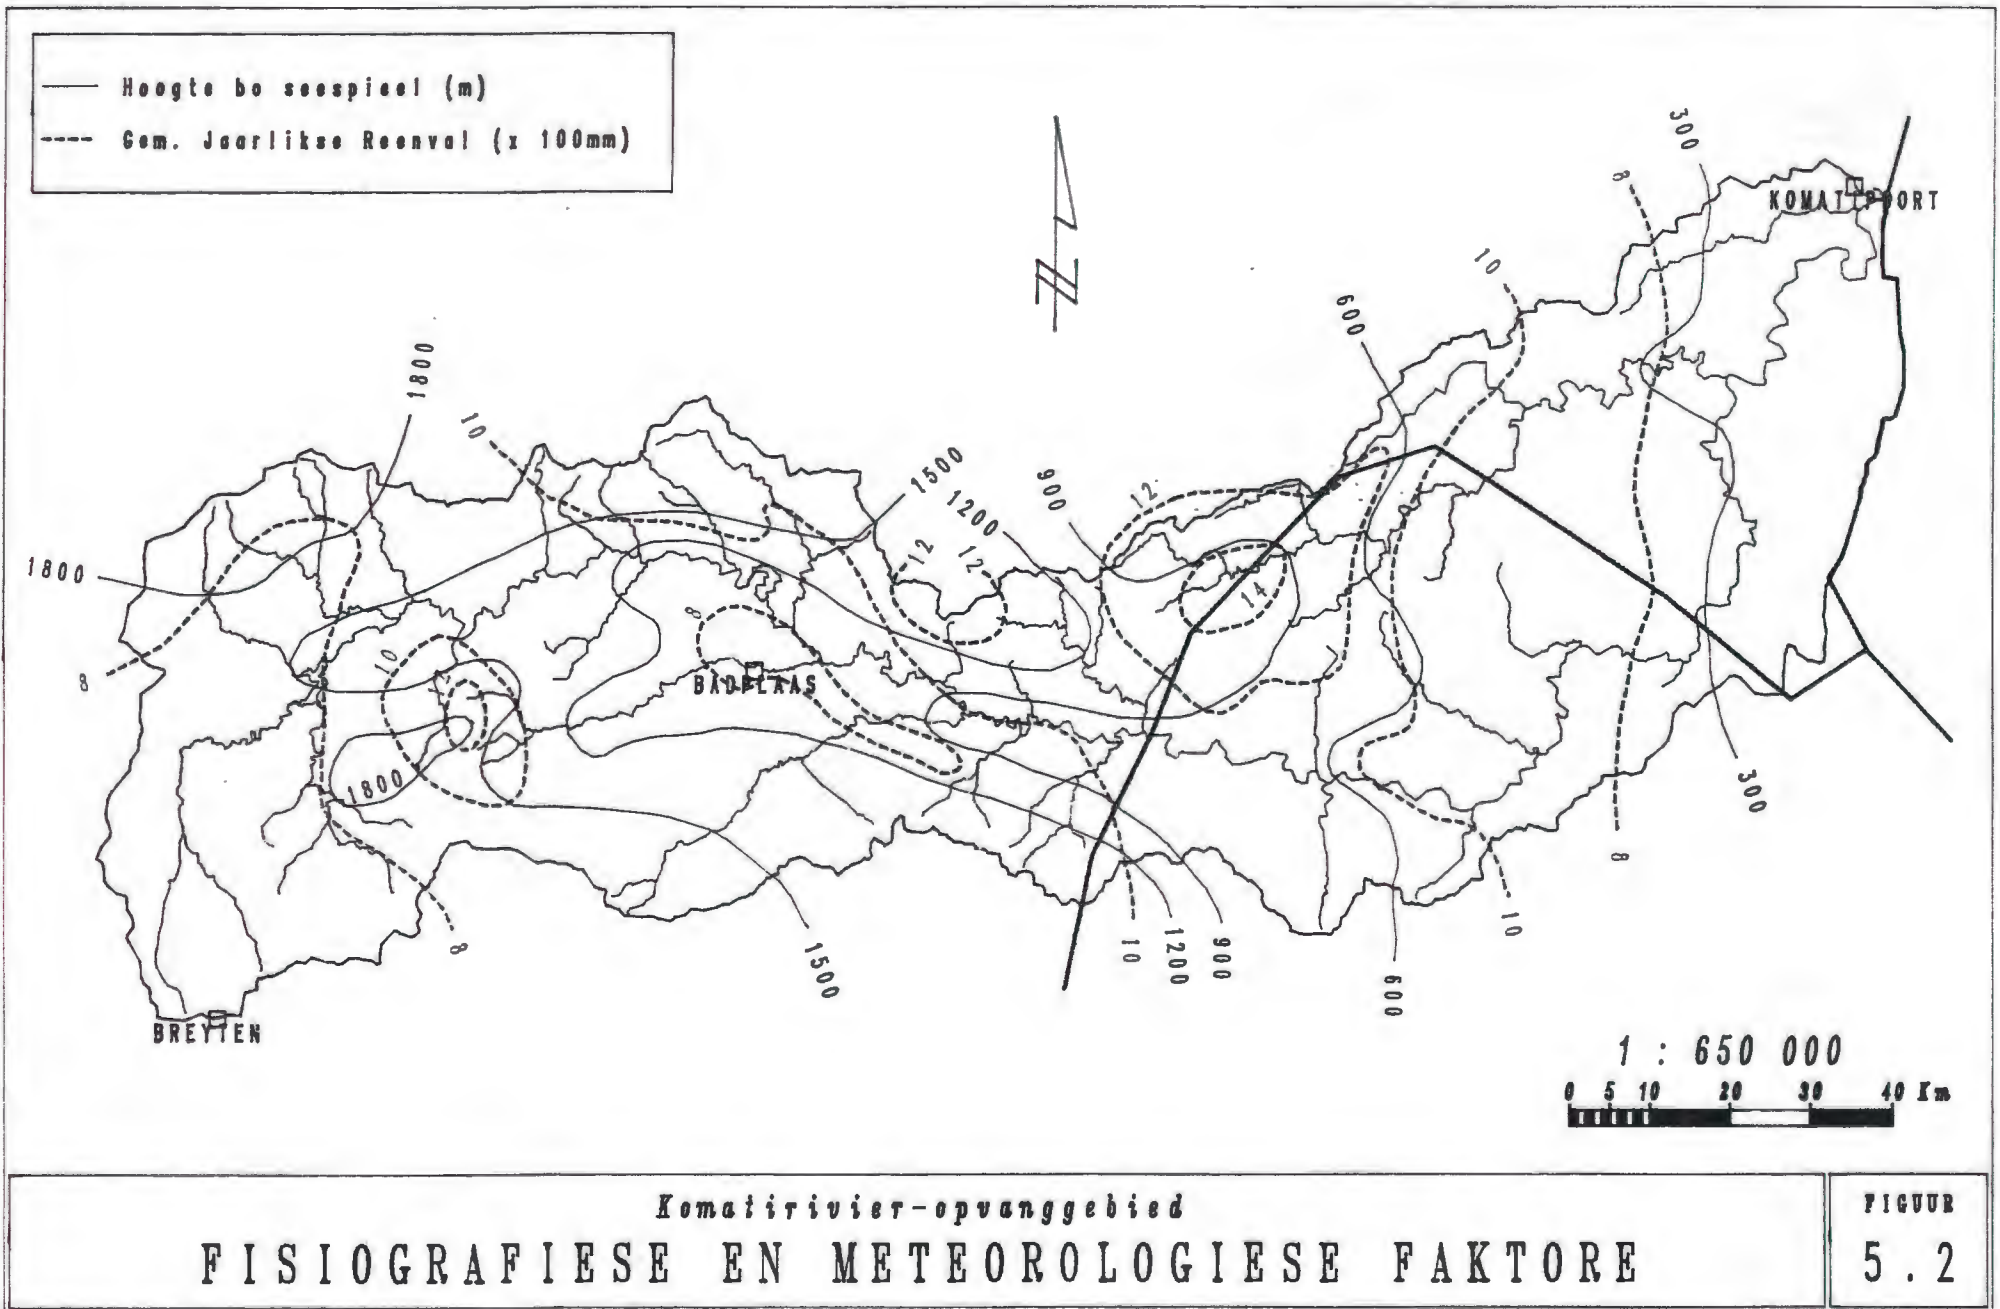 Hoogte bo seespieel (m)
Gem. Jaarlikse Reenval (x 100mm)
300
8
KOMATIPOORT
10
600
1800
10
1500
900
12
1200
12
12
1800
14
8
10
8
BADPLAAS
1800
300
8
8
10
1500
10
1200
900
600
BREYTEN
1 : 650 000
0 5 10 20 30 40 Km
Komatirivier-opvanggebied
FISIOGRAFIESE EN METEOROLOGIESE FAKTORE
FIGUUR
5.2